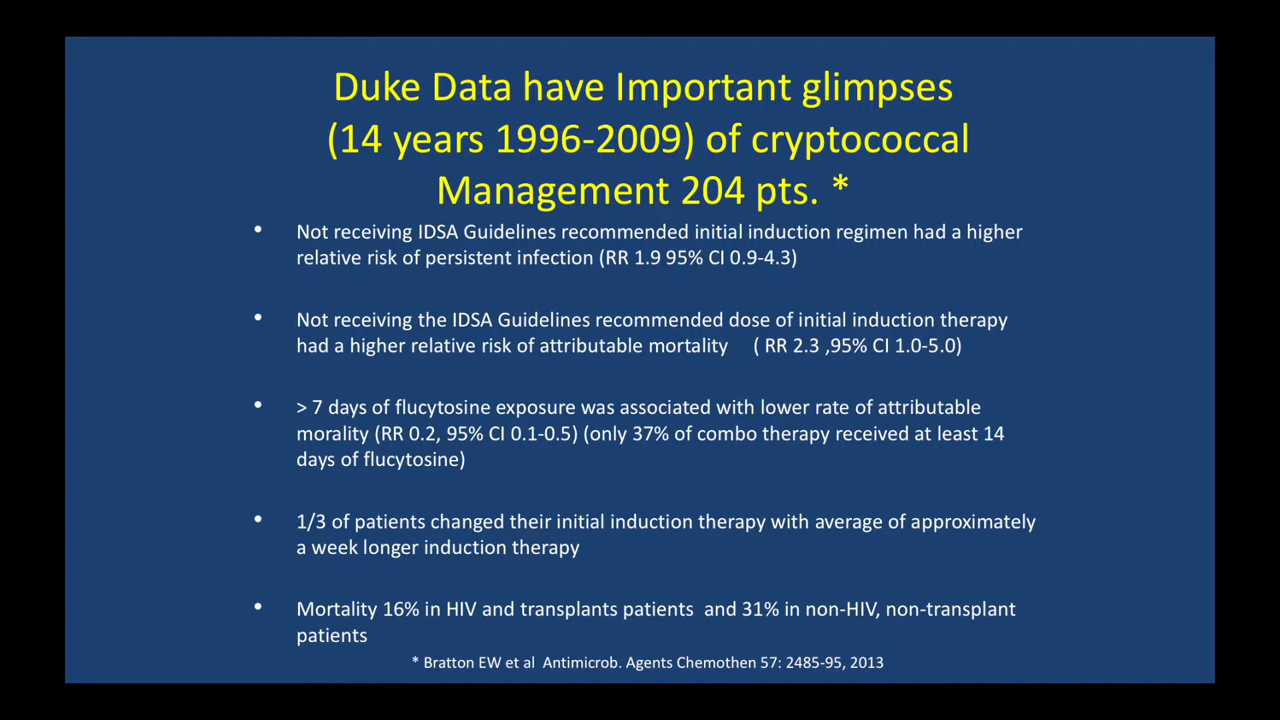 Duke Data have Important glimpses
(14 years 1996-2009) of cryptococcal
Management 204 pts. *
• Not receiving IDSA Guidelines recommended initial induction regimen had a higher
relative risk of persistent infection (RR 1.9 95% CI 0.9-4.3)
• Not receiving the IDSA Guidelines recommended dose of initial induction therapy
had a higher relative risk of attributable mortality ( RR 2.3 ,95% CI 1.0-5.0)
• > 7 days of flucytosine exposure was associated with lower rate of attributable
morality (RR 0.2, 95% CI 0.1-0.5) (only 37% of combo therapy received at least 14
days of flucytosine)
• 1/3 of patients changed their initial induction therapy with average of approximately
a week longer induction therapy
• Mortality 16% in HIV and transplants patients and 31% in non-HIV, non-transplant
patients
* Bratton EW et al Antimicrob. Agents Chemothen 57: 2485-95, 2013